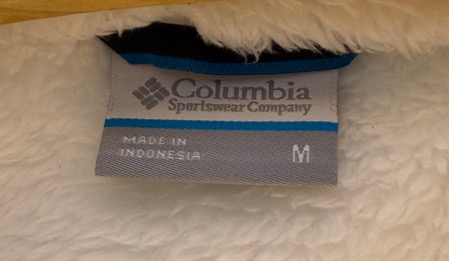 Columbia
Sportswear Company
MADE IN
INDONESIA
M